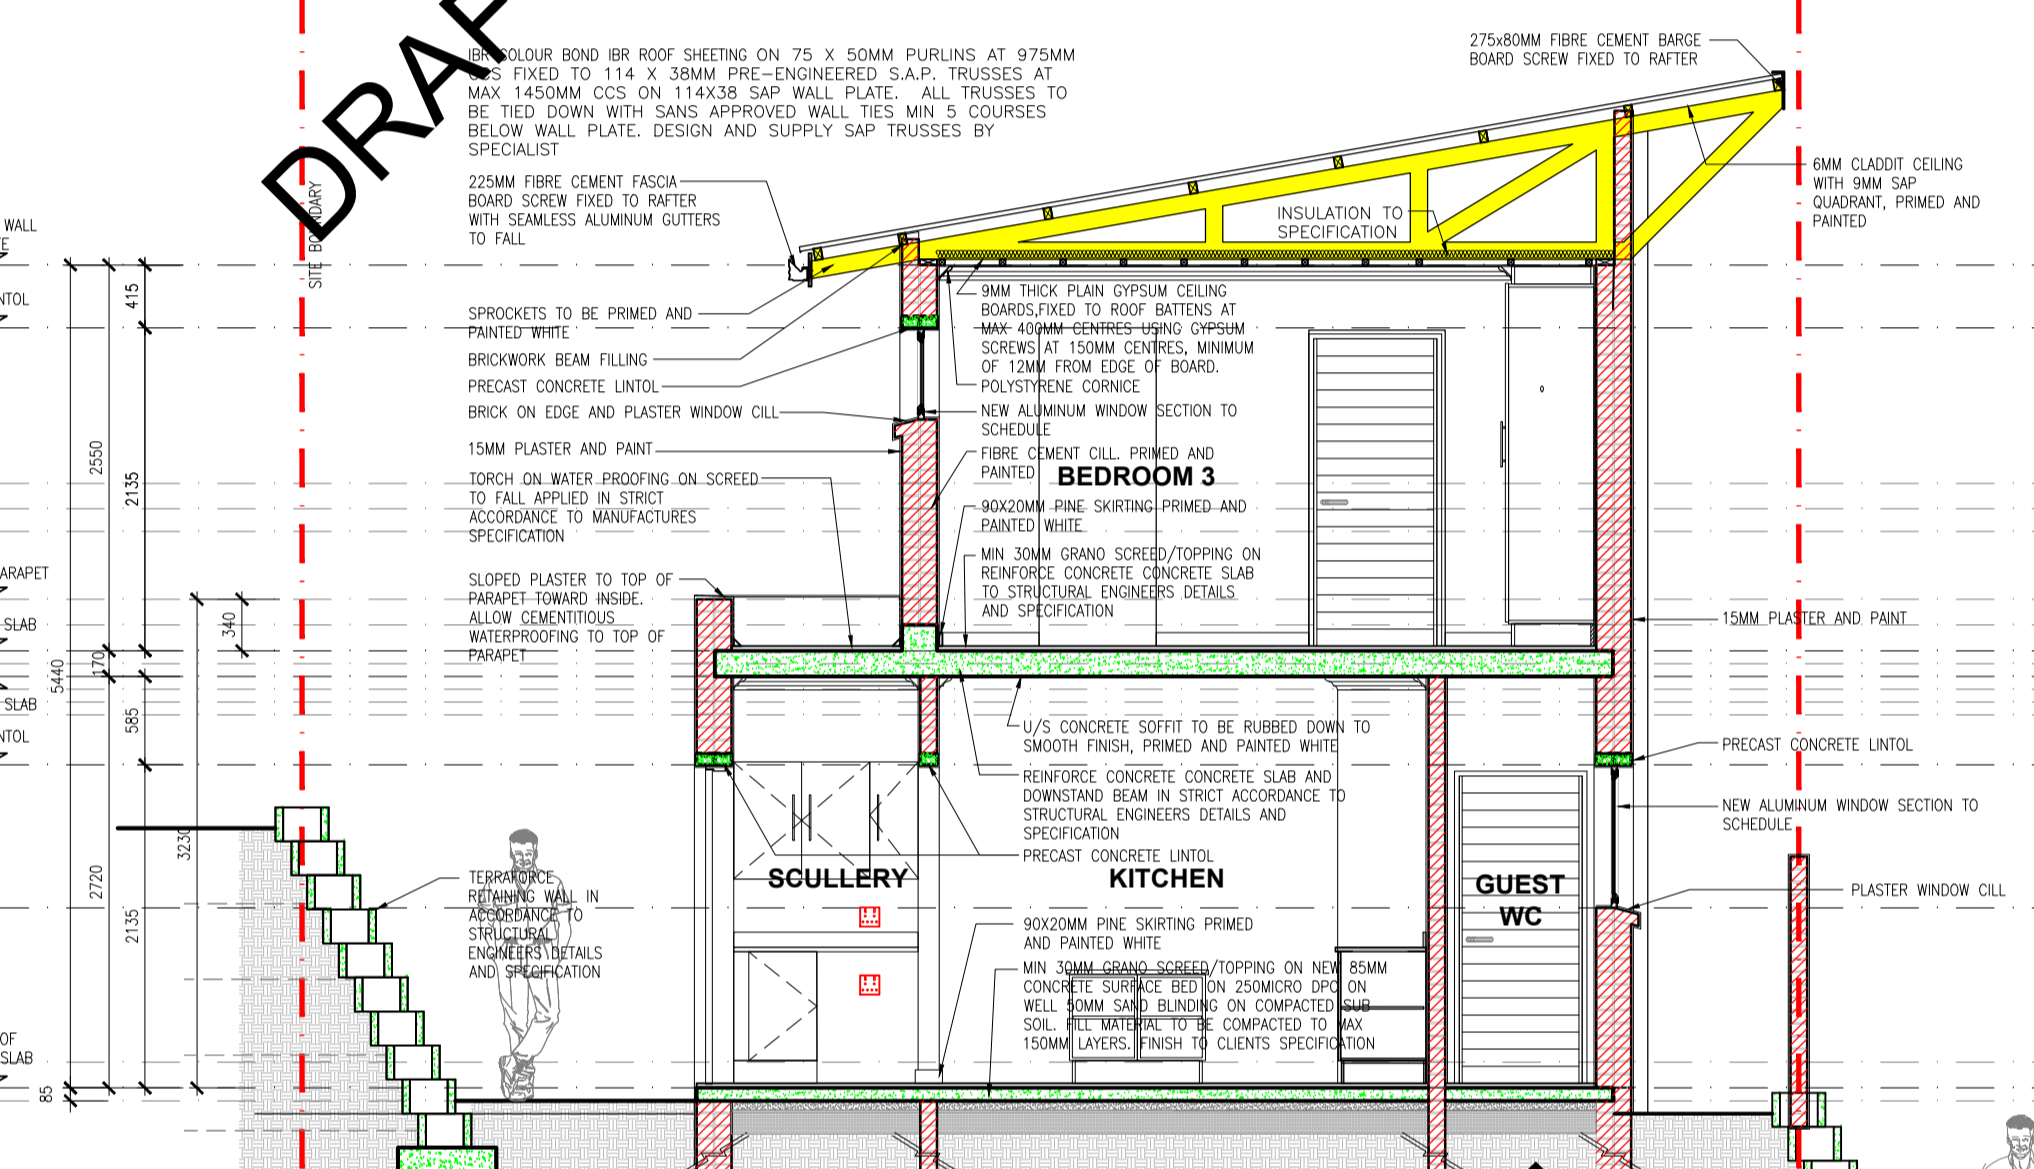 DRAF
IBR COLOUR BOND IBR ROOF SHEETING ON 75 X 50MM PURLINS AT 975MM
CCS FIXED TO 114 X 38MM PRE-ENGINEERED S.A.P. TRUSSES AT
MAX 1450MM CCS ON 114X38 SAP WALL PLATE. ALL TRUSSES TO
BE TIED DOWN WITH SANS APPROVED WALL TIES MIN 5 COURSES
BELOW WALL PLATE. DESIGN AND SUPPLY SAP TRUSSES BY
SPECIALIST
225MM FIBRE CEMENT FASCIA
BOARD SCREW FIXED TO RAFTER
WITH SEAMLESS ALUMINUM GUTTERS
TO FALL
SPROCKETS TO BE PRIMED AND
PAINTED WHITE
BRICKWORK BEAM FILLING
PRECAST CONCRETE LINTOL
BRICK ON EDGE AND PLASTER WINDOW CILL
15MM PLASTER AND PAINT
TORCH ON WATER PROOFING ON SCREED
TO FALL APPLIED IN STRICT
ACCORDANCE TO MANUFACTURES
SPECIFICATION
SLOPED PLASTER TO TOP OF
PARAPET TOWARD INSIDE.
ALLOW CEMENTITIOUS
WATERPROOFING TO TOP OF
PARAPET
TERRAFORCE
RETAINING WALL IN
ACCORDANCE TO
STRUCTURAL
ENGINEERS DETAILS
AND SPECIFICATION
SITE BOUNDARY
WALL
NTOL
ARAPET
SLAB
SLAB
NTOL
OF
SLAB
415
2550
2135
340
170
5440
585
3230
2720
2135
85
275x80MM FIBRE CEMENT BARGE
BOARD SCREW FIXED TO RAFTER
6MM CLADDIT CEILING
WITH 9MM SAP
QUADRANT, PRIMED AND
PAINTED
INSULATION TO
SPECIFICATION
9MM THICK PLAIN GYPSUM CEILING
BOARDS,FIXED TO ROOF BATTENS AT
MAX 400MM CENTRES USING GYPSUM
SCREWS AT 150MM CENTRES, MINIMUM
OF 12MM FROM EDGE OF BOARD.
POLYSTYRENE CORNICE
NEW ALUMINUM WINDOW SECTION TO
SCHEDULE
FIBRE CEMENT CILL. PRIMED AND
PAINTED
BEDROOM 3
90X20MM PINE SKIRTING PRIMED AND
PAINTED WHITE
MIN 30MM GRANO SCREED/TOPPING ON
REINFORCE CONCRETE CONCRETE SLAB
TO STRUCTURAL ENGINEERS DETAILS
AND SPECIFICATION
15MM PLASTER AND PAINT
U/S CONCRETE SOFFIT TO BE RUBBED DOWN TO
SMOOTH FINISH, PRIMED AND PAINTED WHITE
REINFORCE CONCRETE CONCRETE SLAB AND
DOWNSTAND BEAM IN STRICT ACCORDANCE TO
STRUCTURAL ENGINEERS DETAILS AND
SPECIFICATION
PRECAST CONCRETE LINTOL
PRECAST CONCRETE LINTOL
NEW ALUMINUM WINDOW SECTION TO
SCHEDULE
PLASTER WINDOW CILL
SCULLERY
KITCHEN
GUEST
WC
90X20MM PINE SKIRTING PRIMED
AND PAINTED WHITE
MIN 30MM GRANO SCREED/TOPPING ON NEW 85MM
CONCRETE SURFACE BED ON 250MICRO DPC ON
WELL 50MM SAND BLINDING ON COMPACTED SUB
SOIL. FILL MATERIAL TO BE COMPACTED TO MAX
150MM LAYERS. FINISH TO CLIENTS SPECIFICATION